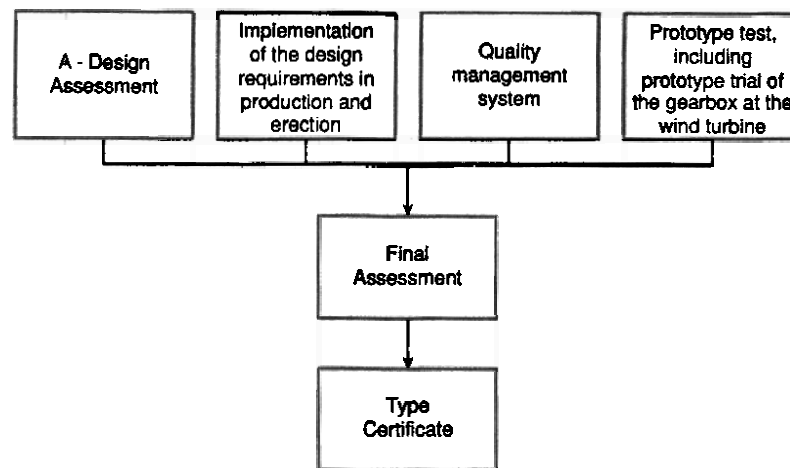 A - Design
Assessment
Implementation
of the design
requirements in
production and
erection
Quality
management
system
Prototype test,
including
prototype trial of
the gearbox at the
wind turbine
Final
Assessment
Type
Certificate